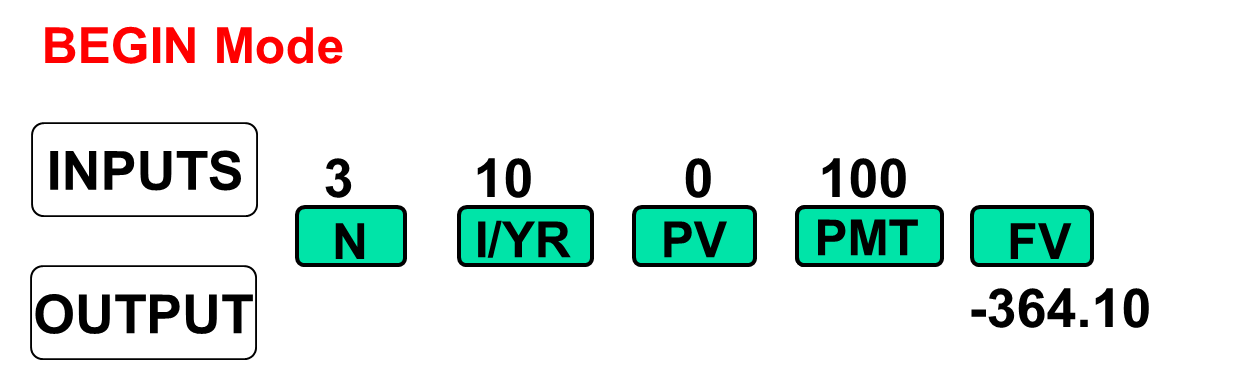 BEGIN Mode
INPUTS 3 10 0 100
N I/YR PV PMT FV
OUTPUT -364.10